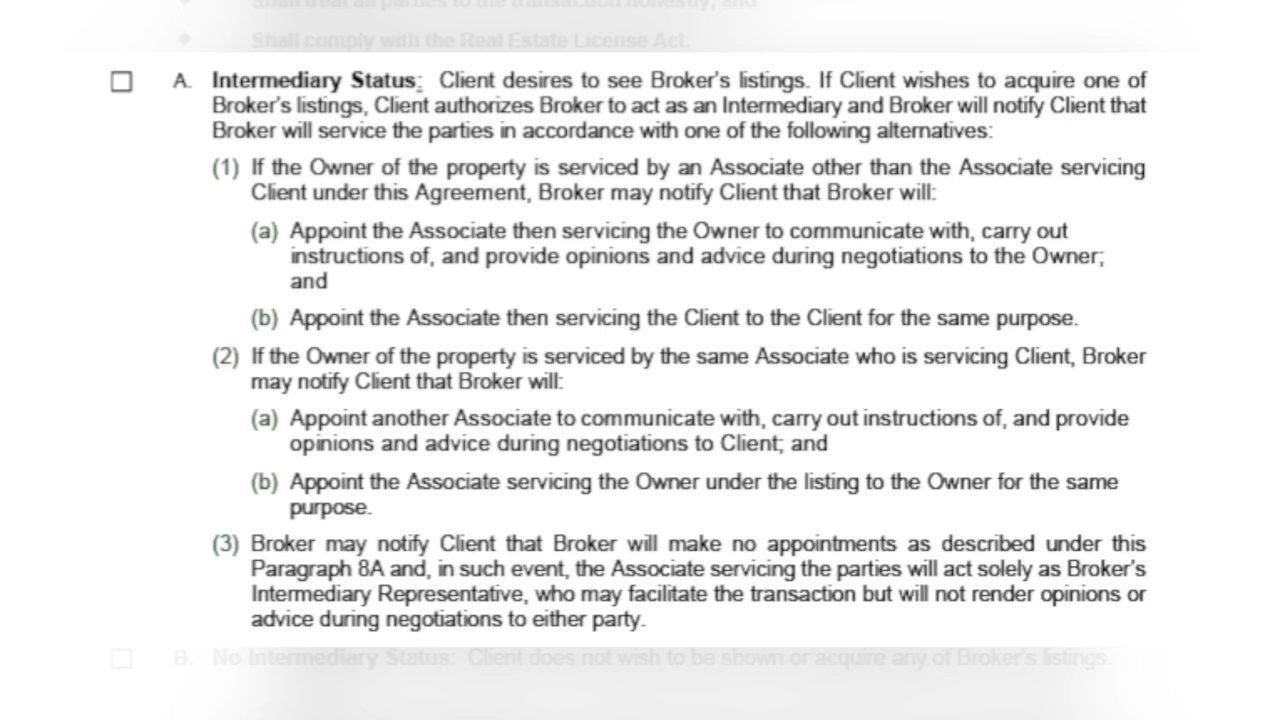 Shall treat all parties to the transaction honestly; and
Shall comply with the Real Estate License Act.
A. Intermediary Status: Client desires to see Broker's listings. If Client wishes to acquire one of
Broker's listings, Client authorizes Broker to act as an Intermediary and Broker will notify Client that
Broker will service the parties in accordance with one of the following alternatives:
(1) If the Owner of the property is serviced by an Associate other than the Associate servicing
Client under this Agreement, Broker may notify Client that Broker will:
(a) Appoint the Associate then servicing the Owner to communicate with, carry out
instructions of, and provide opinions and advice during negotiations to the Owner;
and
(b) Appoint the Associate then servicing the Client to the Client for the same purpose.
(2) If the Owner of the property is serviced by the same Associate who is servicing Client, Broker
may notify Client that Broker will:
(a) Appoint another Associate to communicate with, carry out instructions of, and provide
opinions and advice during negotiations to Client; and
(b) Appoint the Associate servicing the Owner under the listing to the Owner for the same
purpose.
(3) Broker may notify Client that Broker will make no appointments as described under this
Paragraph 8A and, in such event, the Associate servicing the parties will act solely as Broker's
Intermediary Representative, who may facilitate the transaction but will not render opinions or
advice during negotiations to either party.
B. No Intermediary Status: Client does not wish to be shown or acquire any of Broker's listings.